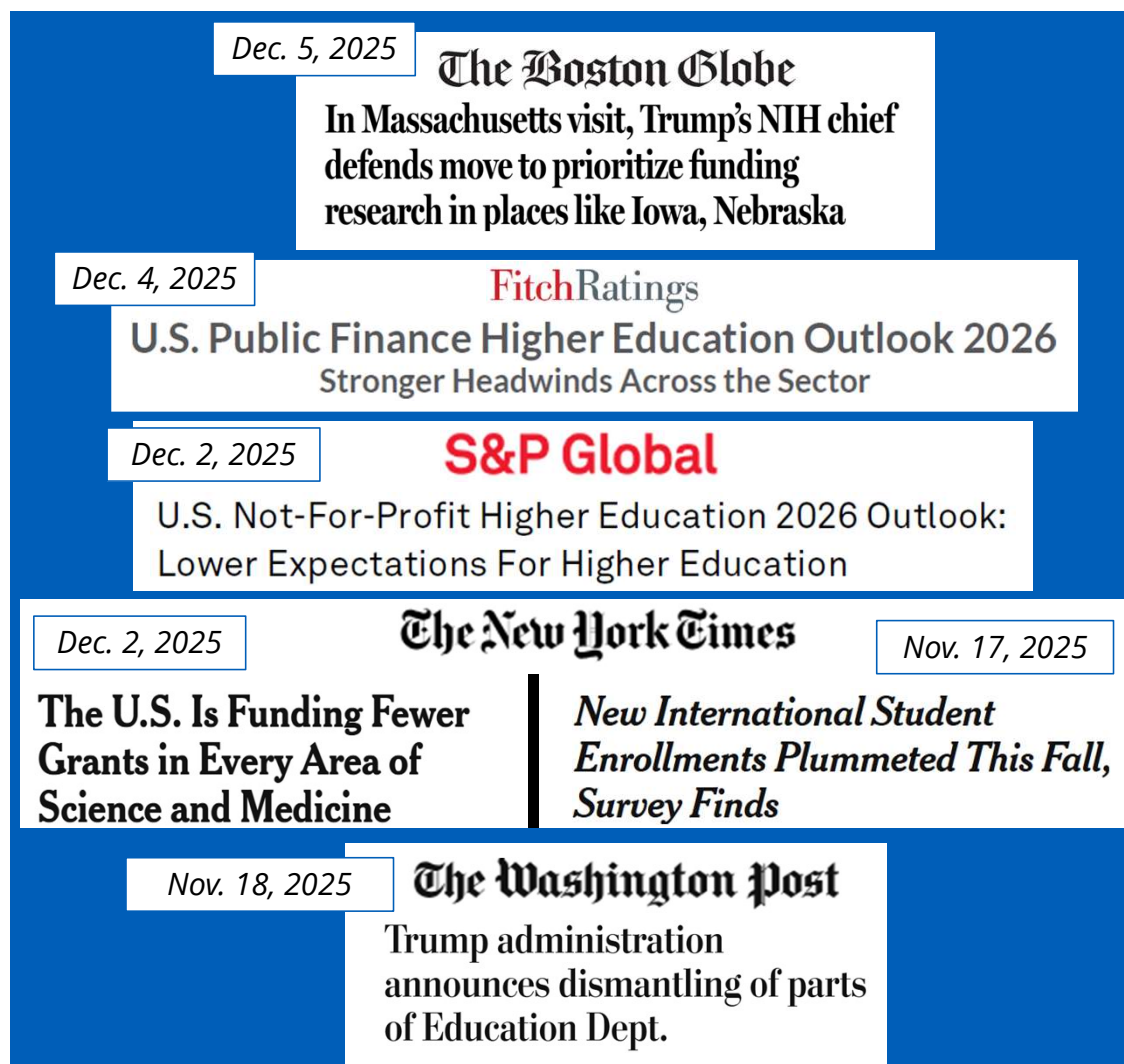 Dec. 5, 2025
The Boston Globe
In Massachusetts visit, Trump's NIH chief
defends move to prioritize funding
research in places like Iowa, Nebraska
Dec. 4, 2025
FitchRatings
U.S. Public Finance Higher Education Outlook 2026
Stronger Headwinds Across the Sector
Dec. 2, 2025
S&P Global
U.S. Not-For-Profit Higher Education 2026 Outlook:
Lower Expectations For Higher Education
Dec. 2, 2025
The New York Times
Nov. 17, 2025
The U.S. Is Funding Fewer
Grants in Every Area of
Science and Medicine
New International Student
Enrollments Plummeted This Fall,
Survey Finds
Nov. 18, 2025
The Washington Post
Trump administration
announces dismantling of parts
of Education Dept.